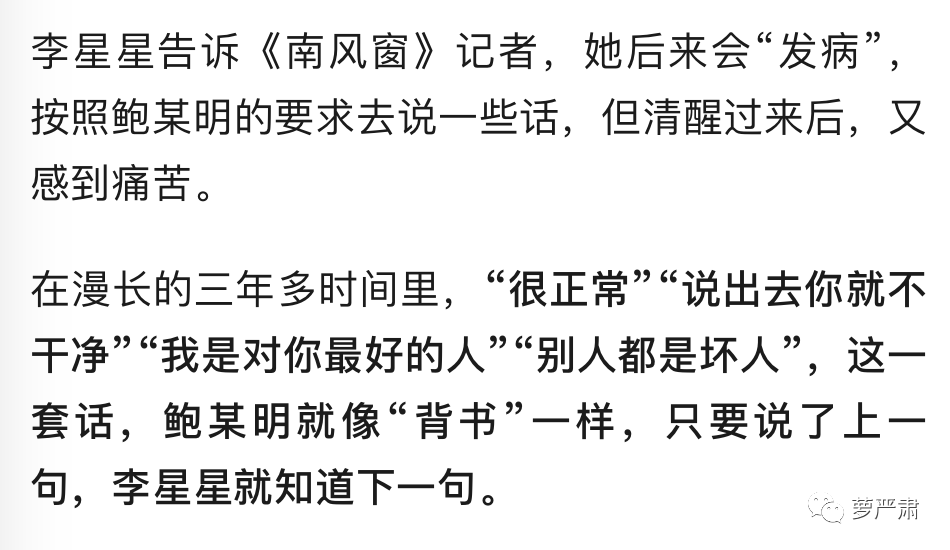 李星星告诉《南风窗》记者，她后来会“发病”，
按照鲍某明的要求去说一些话，但清醒过来后，又
感到痛苦。
在漫长的三年多时间里，“很正常”“说出去你就不
干净”“我是对你最好的人”“别人都是坏人”，这一
套话，鲍某明就像“背书”一样，只要说了上一
句，李星星就知道下一句。
萝严肃